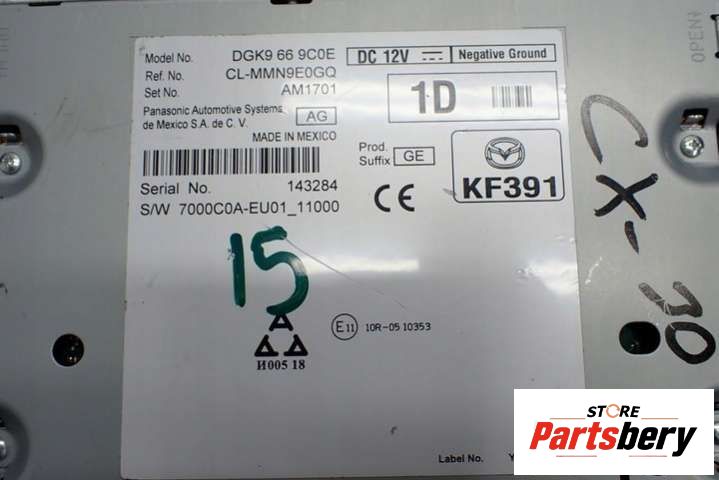 Model No. DGK9 66 9C0E
Ref. No. CL-MMN9E0GQ
Set No. AM1701
DC 12V Negative Ground
Panasonic Automotive Systems
de Mexico S.A. de C. V.
AG
MADE IN MEXICO
1D
Prod.
Suffix GE
KF391
Serial No. 143284
S/W 7000C0A-EU01_11000
CE
15
A
И005 18
E11 10R-05 10353
Label No.
OPEN
CX-30
STORE
Partsbery